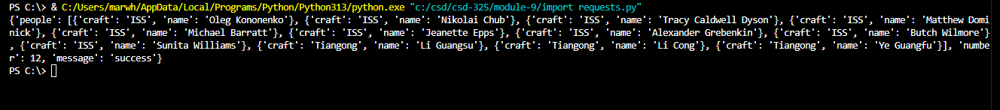 PS C:\> & C:/Users/marwh/AppData/Local/Programs/Python/Python313/python.exe "c:/csd/csd-325/module-9/import requests.py"
{'people': [{'craft': 'ISS', 'name': 'Oleg Kononenko'}, {'craft': 'ISS', 'name': 'Nikolai Chub'}, {'craft': 'ISS', 'name': 'Tracy Caldwell Dyson'}, {'craft': 'ISS', 'name': 'Matthew Domi
nick'}, {'craft': 'ISS', 'name': 'Michael Barratt'}, {'craft': 'ISS', 'name': 'Jeanette Epps'}, {'craft': 'ISS', 'name': 'Alexander Grebenkin'}, {'craft': 'ISS', 'name': 'Butch Wilmore'}
, {'craft': 'ISS', 'name': 'Sunita Williams'}, {'craft': 'Tiangong', 'name': 'Li Guangsu'}, {'craft': 'Tiangong', 'name': 'Li Cong'}, {'craft': 'Tiangong', 'name': 'Ye Guangfu'}], 'numbe
r': 12, 'message': 'success'}
PS C:\>